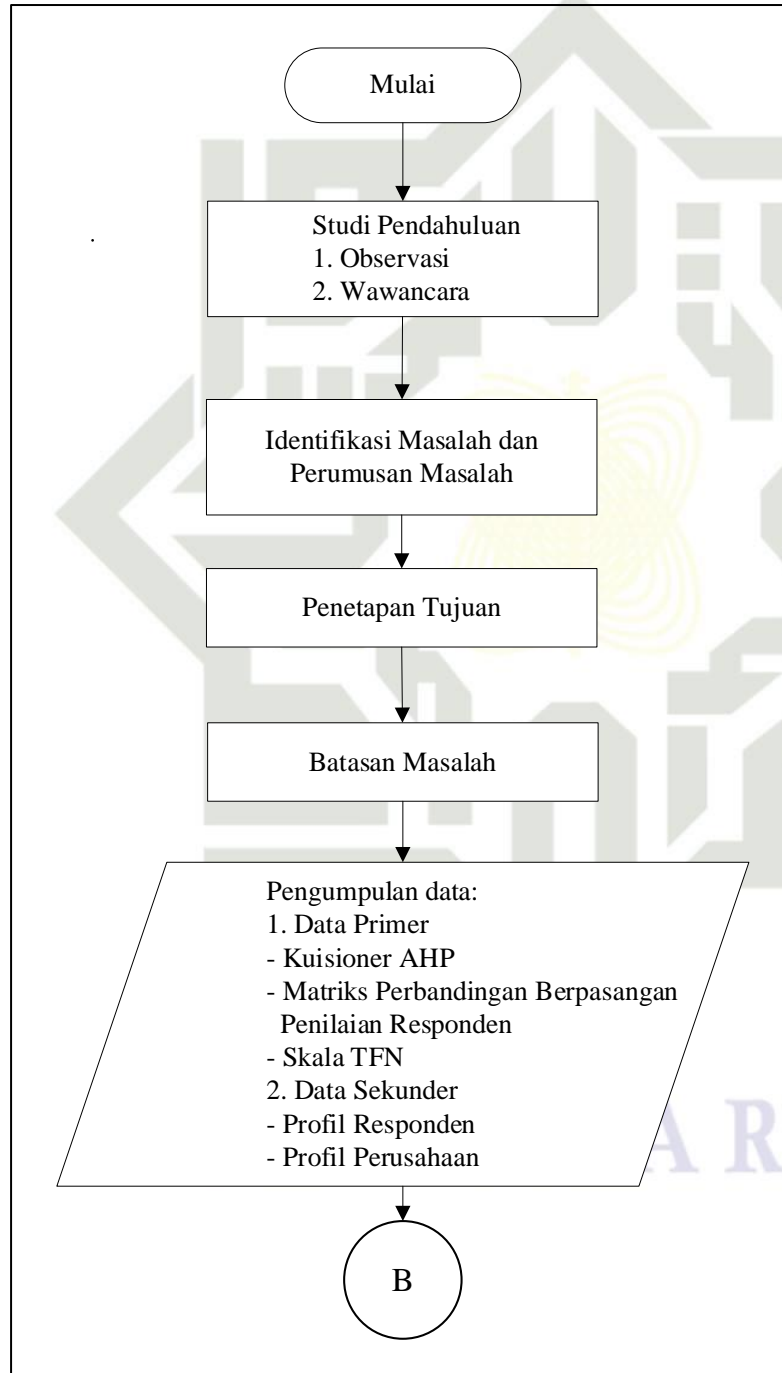 Mulai
Studi Pendahuluan
1. Observasi
2. Wawancara
Identifikasi Masalah dan
Perumusan Masalah
Penetapan Tujuan
Batasan Masalah
Pengumpulan data:
1. Data Primer
- Kuisioner AHP
- Matriks Perbandingan Berpasangan
Penilaian Responden
- Skala TFN
2. Data Sekunder
- Profil Responden
- Profil Perusahaan
B